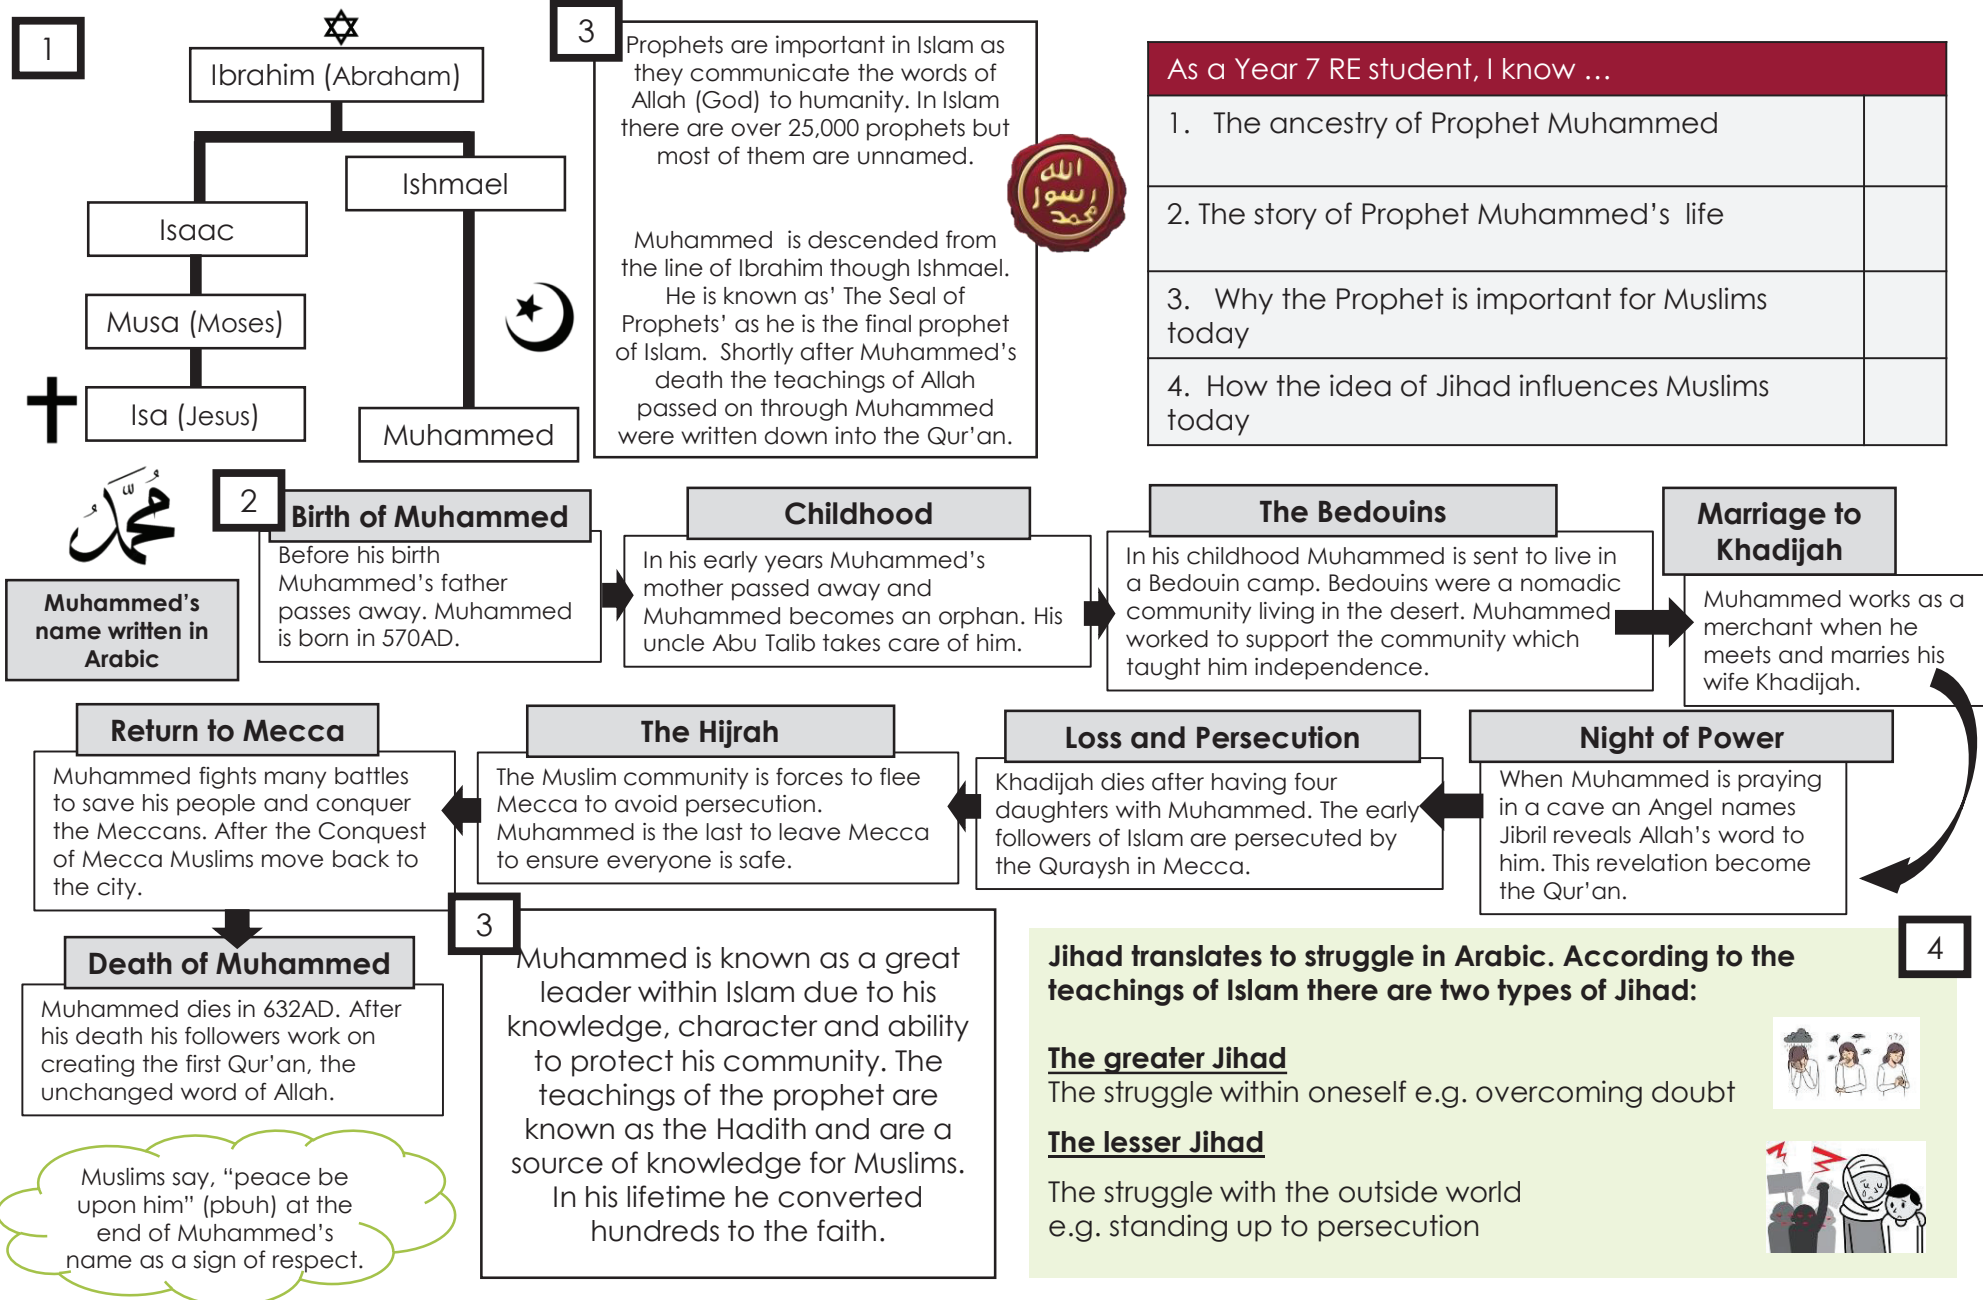 1
Ibrahim (Abraham)
Ishmael
Isaac
Musa (Moses)
Isa (Jesus)
Muhammed
3
Prophets are important in Islam as
they communicate the words of
Allah (God) to humanity. In Islam
there are over 25,000 prophets but
most of them are unnamed.
Muhammed is descended from
the line of Ibrahim though Ishmael.
He is known as’ The Seal of
Prophets’ as he is the final prophet
of Islam. Shortly after Muhammed’s
death the teachings of Allah
passed on through Muhammed
were written down into the Qur’an.
الله
رسول
محمد
As a Year 7 RE student, I know …
1. The ancestry of Prophet Muhammed
2. The story of Prophet Muhammed’s life
3. Why the Prophet is important for Muslims
today
4. How the idea of Jihad influences Muslims
today
مُحَمَّدُ
Muhammed’s
name written in
Arabic
2
Birth of Muhammed
Before his birth
Muhammed’s father
passes away. Muhammed
is born in 570AD.
Childhood
In his early years Muhammed’s
mother passed away and
Muhammed becomes an orphan. His
uncle Abu Talib takes care of him.
The Bedouins
In his childhood Muhammed is sent to live in
a Bedouin camp. Bedouins were a nomadic
community living in the desert. Muhammed
worked to support the community which
taught him independence.
Marriage to
Khadijah
Muhammed works as a
merchant when he
meets and marries his
wife Khadijah.
Night of Power
When Muhammed is praying
in a cave an Angel names
Jibril reveals Allah’s word to
him. This revelation become
the Qur’an.
Loss and Persecution
Khadijah dies after having four
daughters with Muhammed. The early
followers of Islam are persecuted by
the Quraysh in Mecca.
The Hijrah
The Muslim community is forces to flee
Mecca to avoid persecution.
Muhammed is the last to leave Mecca
to ensure everyone is safe.
Return to Mecca
Muhammed fights many battles
to save his people and conquer
the Meccans. After the Conquest
of Mecca Muslims move back to
the city.
Death of Muhammed
Muhammed dies in 632AD. After
his death his followers work on
creating the first Qur’an, the
unchanged word of Allah.
Muslims say, “peace be
upon him” (pbuh) at the
end of Muhammed’s
name as a sign of respect.
3
Muhammed is known as a great
leader within Islam due to his
knowledge, character and ability
to protect his community. The
teachings of the prophet are
known as the Hadith and are a
source of knowledge for Muslims.
In his lifetime he converted
hundreds to the faith.
4
Jihad translates to struggle in Arabic. According to the
teachings of Islam there are two types of Jihad:
The greater Jihad
The struggle within oneself e.g. overcoming doubt
The lesser Jihad
The struggle with the outside world
e.g. standing up to persecution